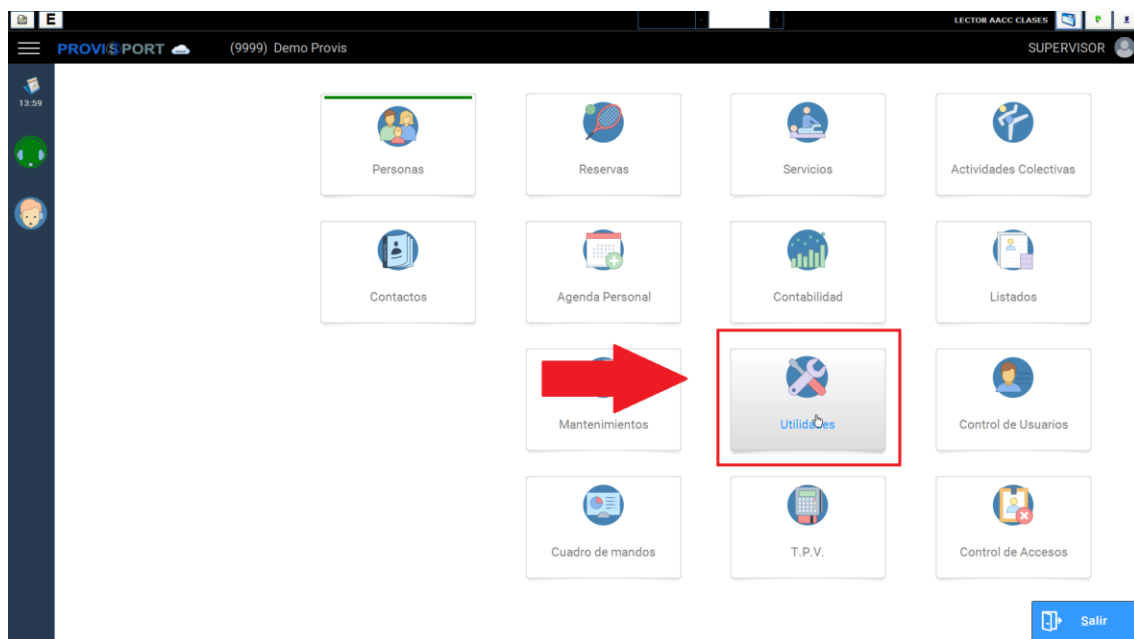 E
LECTOR AACC CLASES
PROVISPORT
(9999) Demo Provis
SUPERVISOR
13:59
Personas
Reservas
Servicios
Actividades Colectivas
Contactos
Agenda Personal
Contabilidad
Listados
Mantenimientos
Utilidades
Control de Usuarios
Cuadro de mandos
T.P.V.
Control de Accesos
Salir